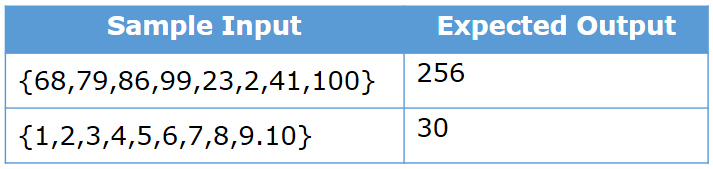 Sample Input Expected Output
{68,79,86,99,23,2,41,100} 256
{1,2,3,4,5,6,7,8,9.10} 30